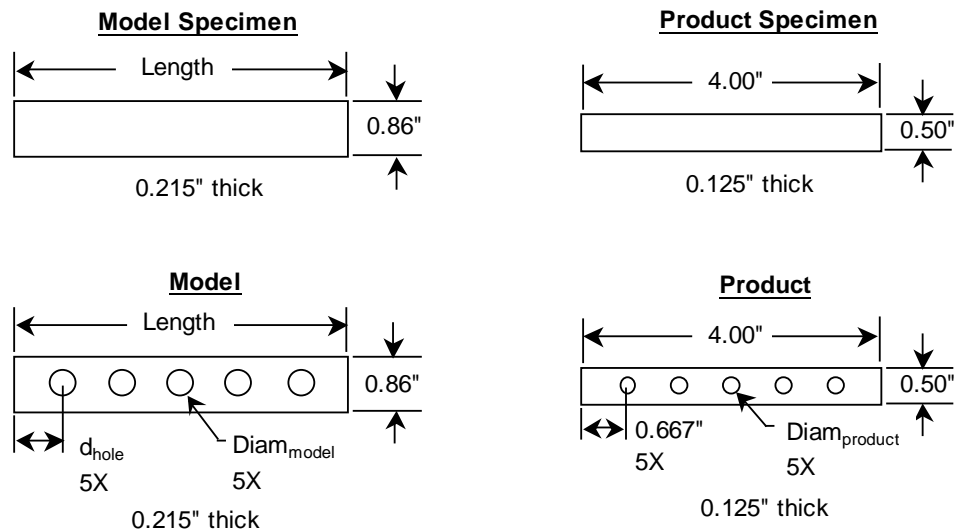 Model Specimen
Length
0.86"
0.215" thick
Product Specimen
4.00"
0.50"
0.125" thick
Model
Length
0.86"
d_hole
5X
Diam_model
5X
0.215" thick
Product
4.00"
0.50"
0.667"
5X
Diam_product
5X
0.125" thick